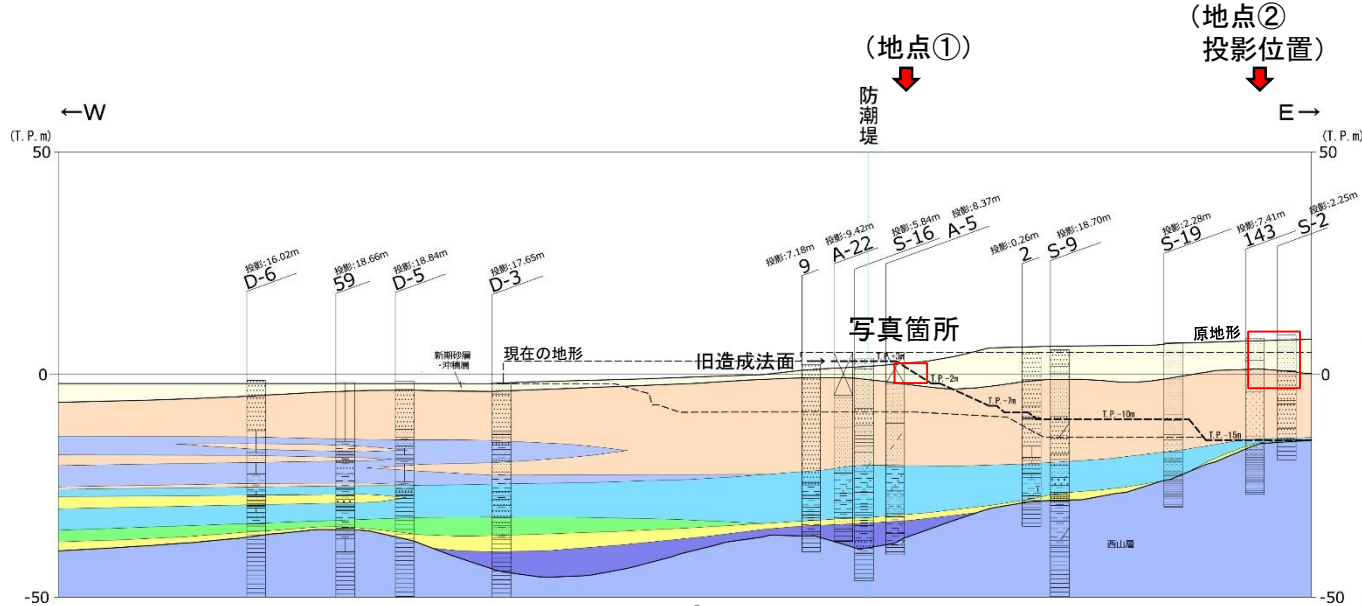 （地点②
投影位置）
（地点①）
防潮堤
←W
E→
(T. P. m)
(T. P. m)
50
50
投影:16.02m
D-6
投影:18.66m
59
投影:18.84m
D-5
投影:17.65m
D-3
投影:7.18m
9
投影:9.42m
A-22
投影:5.84m
S-16
投影:8.37m
A-5
投影:0.26m
2
投影:18.70m
S-9
投影:2.28m
S-19
投影:7.41m
143
投影:2.25m
S-2
写真箇所
原地形
新期砂層
・沖積層
現在の地形
旧造成法面
T.P.+3m
0
0
T.P.-2m
T.P.-7m
T.P.-10m
T.P.-15m
西山層
-50
-50